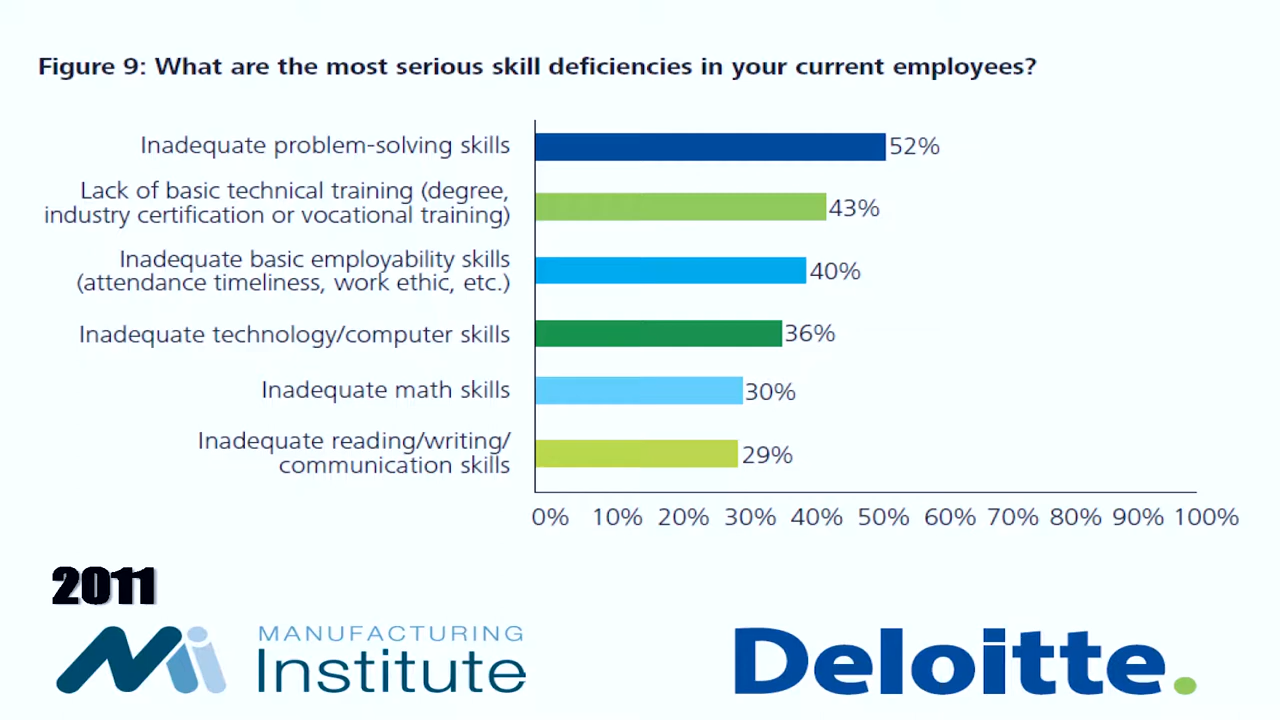 Figure 9: What are the most serious skill deficiencies in your current employees?
Inadequate problem-solving skills
52%
Lack of basic technical training (degree,
industry certification or vocational training)
43%
Inadequate basic employability skills
(attendance timeliness, work ethic, etc.)
40%
Inadequate technology/computer skills
36%
Inadequate math skills
30%
Inadequate reading/writing/
communication skills
29%
0% 10% 20% 30% 40% 50% 60% 70% 80% 90% 100%
2011
MANUFACTURING
Institute
Deloitte.